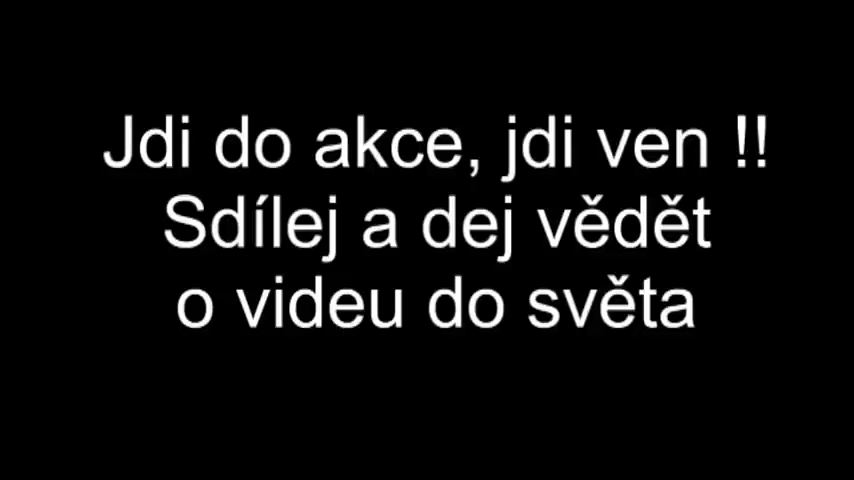 Jdi do akce, jdi ven !!
Sdílej a dej vědět
o videu do světa